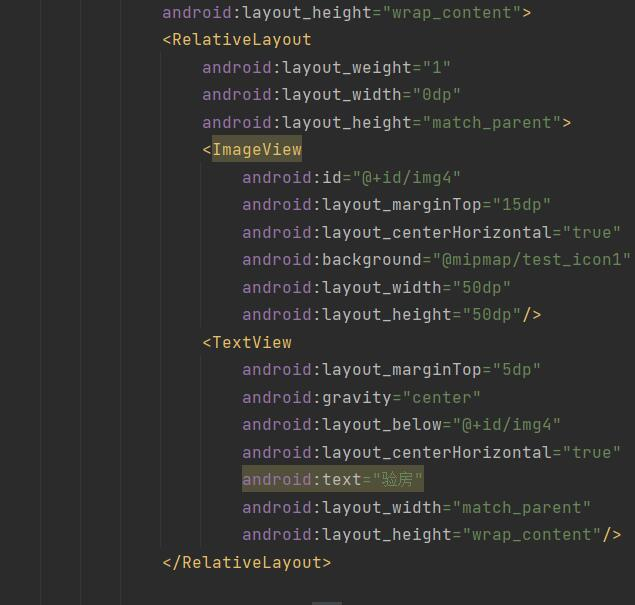 android:layout_height="wrap_content">
<RelativeLayout
android:layout_weight="1"
android:layout_width="0dp"
android:layout_height="match_parent">
<ImageView
android:id="@+id/img4"
android:layout_marginTop="15dp"
android:layout_centerHorizontal="true"
android:background="@mipmap/test_icon1"
android:layout_width="50dp"
android:layout_height="50dp"/>
<TextView
android:layout_marginTop="5dp"
android:gravity="center"
android:layout_below="@+id/img4"
android:layout_centerHorizontal="true"
android:text="验房"
android:layout_width="match_parent"
android:layout_height="wrap_content"/>
</RelativeLayout>